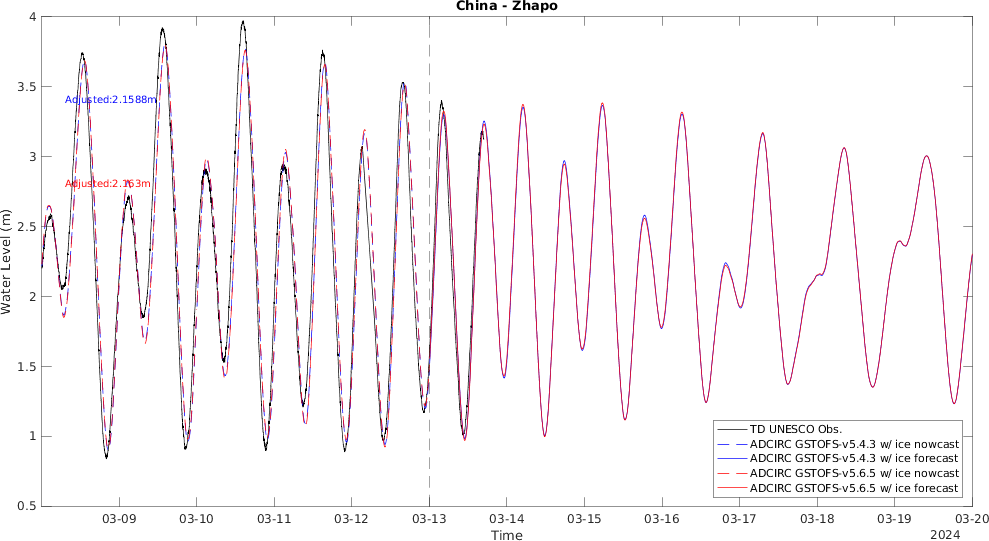 China - Zhapo
4
3.5
3
2.5
2
1.5
1
0.5
Water Level (m)
Adjusted:2.1588m
Adjusted:2.163m
TD UNESCO Obs.
ADCIRC GSTOFS-v5.4.3 w/ ice nowcast
ADCIRC GSTOFS-v5.4.3 w/ ice forecast
ADCIRC GSTOFS-v5.6.5 w/ ice nowcast
ADCIRC GSTOFS-v5.6.5 w/ ice forecast
03-09 03-10 03-11 03-12 03-13 03-14 03-15 03-16 03-17 03-18 03-19 03-20
Time
2024